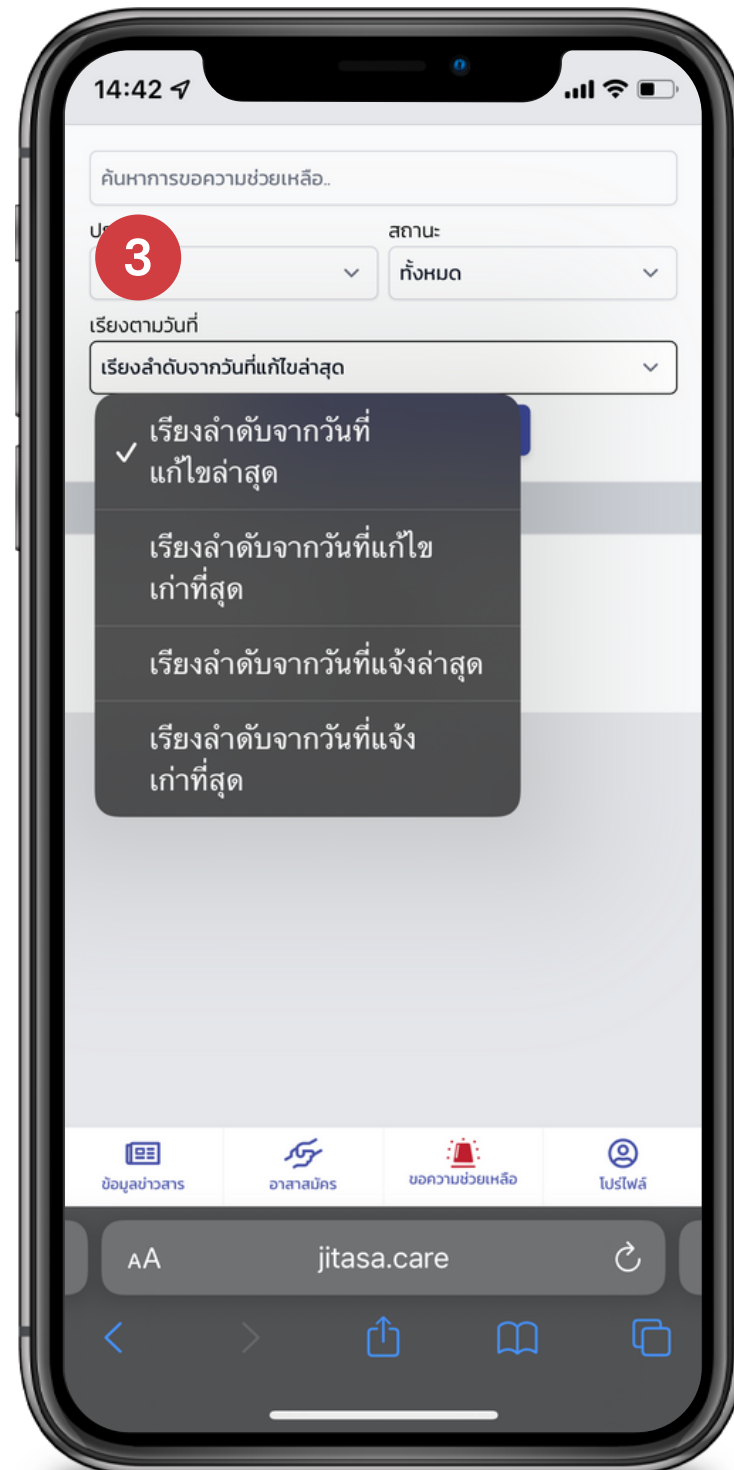 14:42
ค้นหาการขอความช่วยเหลือ..
สถานะ
3
ทั้งหมด
เรียงตามวันที่
เรียงลำดับจากวันที่แก้ไขล่าสุด
เรียงลำดับจากวันที่
แก้ไขล่าสุด
เรียงลำดับจากวันที่แก้ไข
เก่าที่สุด
เรียงลำดับจากวันที่แจ้งล่าสุด
เรียงลำดับจากวันที่แจ้ง
เก่าที่สุด
ข้อมูลข่าวสาร อาสาสมัคร ขอความช่วยเหลือ โปรไฟล์
AA jitasa.care